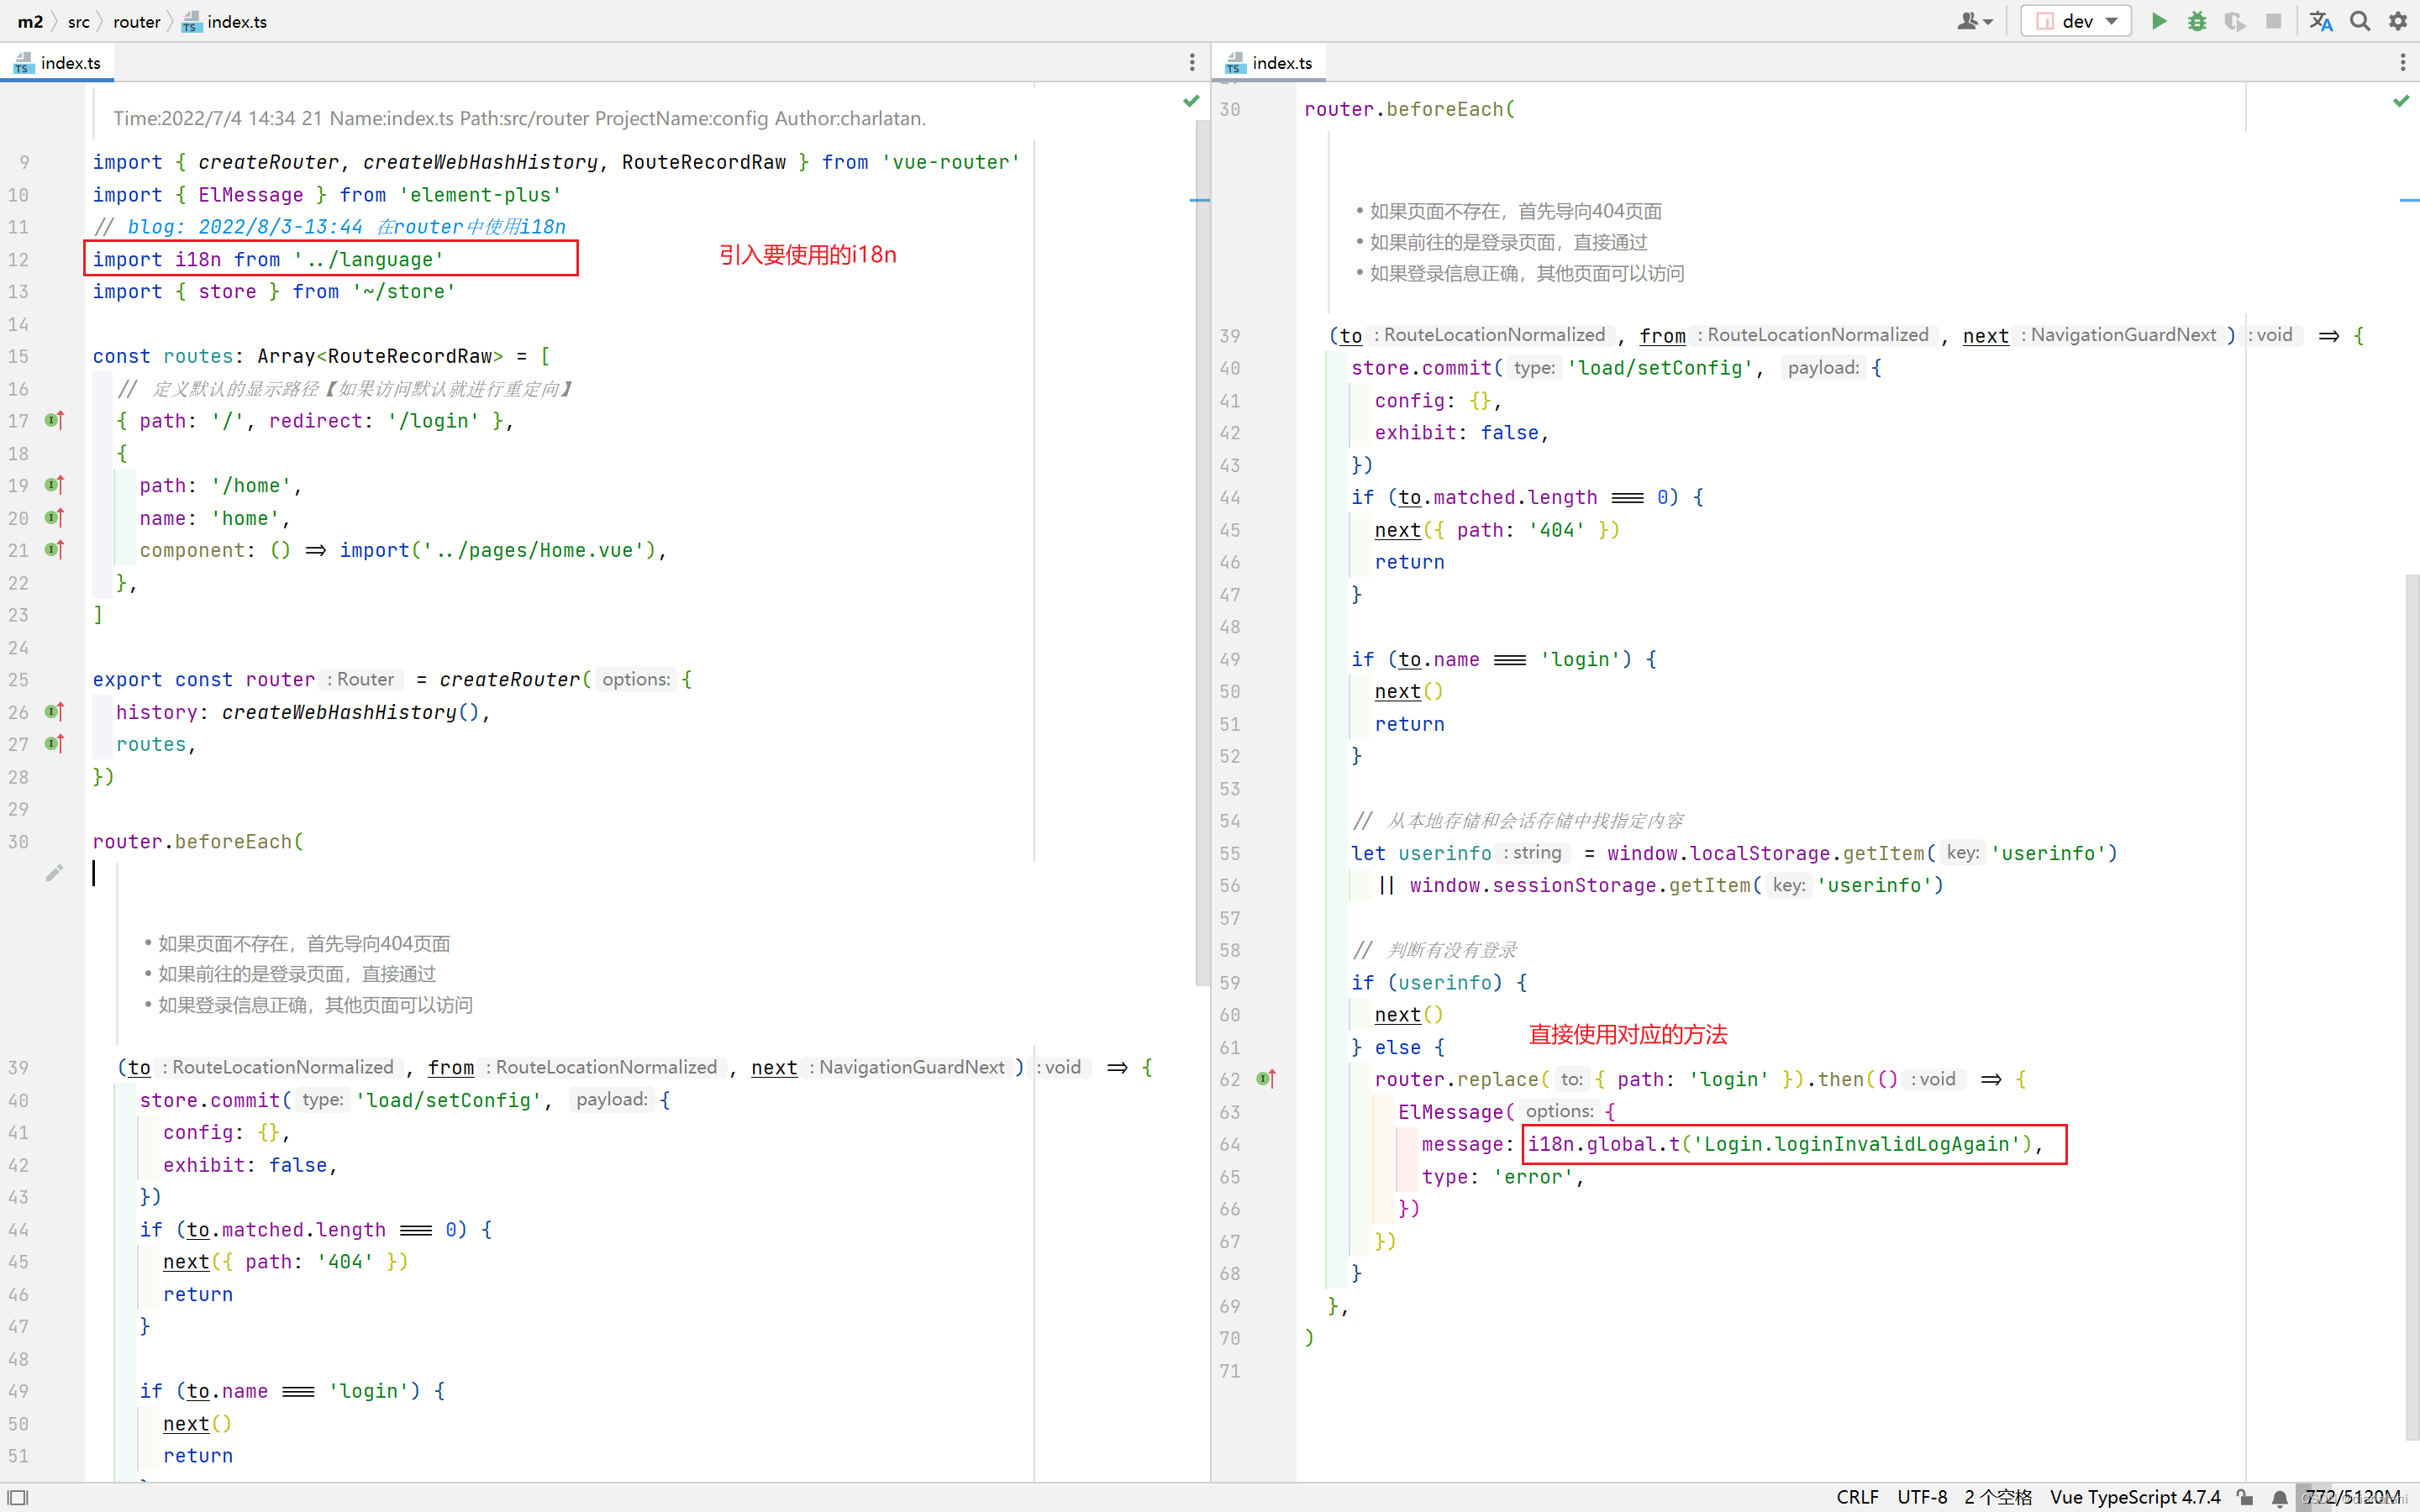 m2 src router index.ts
dev
index.ts
Time:2022/7/4 14:34 21 Name:index.ts Path:src/router ProjectName:config Author:charlatan.
9 import { createRouter, createWebHashHistory, RouteRecordRaw } from 'vue-router'
10 import { ElMessage } from 'element-plus'
11 // blog: 2022/8/3-13:44 在router中使用i18n
12 import i18n from '../language'
引入要使用的i18n
13 import { store } from '~/store'
14
15 const routes: Array<RouteRecordRaw> = [
16 // 定义默认的显示路径【如果访问默认就进行重定向】
17 { path: '/', redirect: '/login' },
18 {
19 path: '/home',
20 name: 'home',
21 component: () => import('../pages/Home.vue'),
22 },
23 ]
24
25 export const router : Router = createRouter( options: {
26 history: createWebHashHistory(),
27 routes,
28 })
29
30 router.beforeEach(
• 如果页面不存在，首先导向404页面
• 如果前往的是登录页面，直接通过
• 如果登录信息正确，其他页面可以访问
39 (to : RouteLocationNormalized , from : RouteLocationNormalized , next : NavigationGuardNext ) : void => {
40 store.commit( type: 'load/setConfig', payload: {
41 config: {},
42 exhibit: false,
43 })
44 if (to.matched.length === 0) {
45 next({ path: '404' })
46 return
47 }
48
49 if (to.name === 'login') {
50 next()
51 return
index.ts
30 router.beforeEach(
• 如果页面不存在，首先导向404页面
• 如果前往的是登录页面，直接通过
• 如果登录信息正确，其他页面可以访问
39 (to : RouteLocationNormalized , from : RouteLocationNormalized , next : NavigationGuardNext ) : void => {
40 store.commit( type: 'load/setConfig', payload: {
41 config: {},
42 exhibit: false,
43 })
44 if (to.matched.length === 0) {
45 next({ path: '404' })
46 return
47 }
48
49 if (to.name === 'login') {
50 next()
51 return
52 }
53
54 // 从本地存储和会话存储中找指定内容
55 let userinfo : string = window.localStorage.getItem( key: 'userinfo')
56 || window.sessionStorage.getItem( key: 'userinfo')
57
58 // 判断有没有登录
59 if (userinfo) {
60 next()
直接使用对应的方法
61 } else {
62 router.replace( to: { path: 'login' }).then(() : void => {
63 ElMessage( options: {
64 message: i18n.global.t('Login.loginInvalidLogAgain'),
65 type: 'error',
66 })
67 })
68 }
69 },
70 )
71
CRLF UTF-8 2 个空格 Vue TypeScript 4.7.4 772/5120M